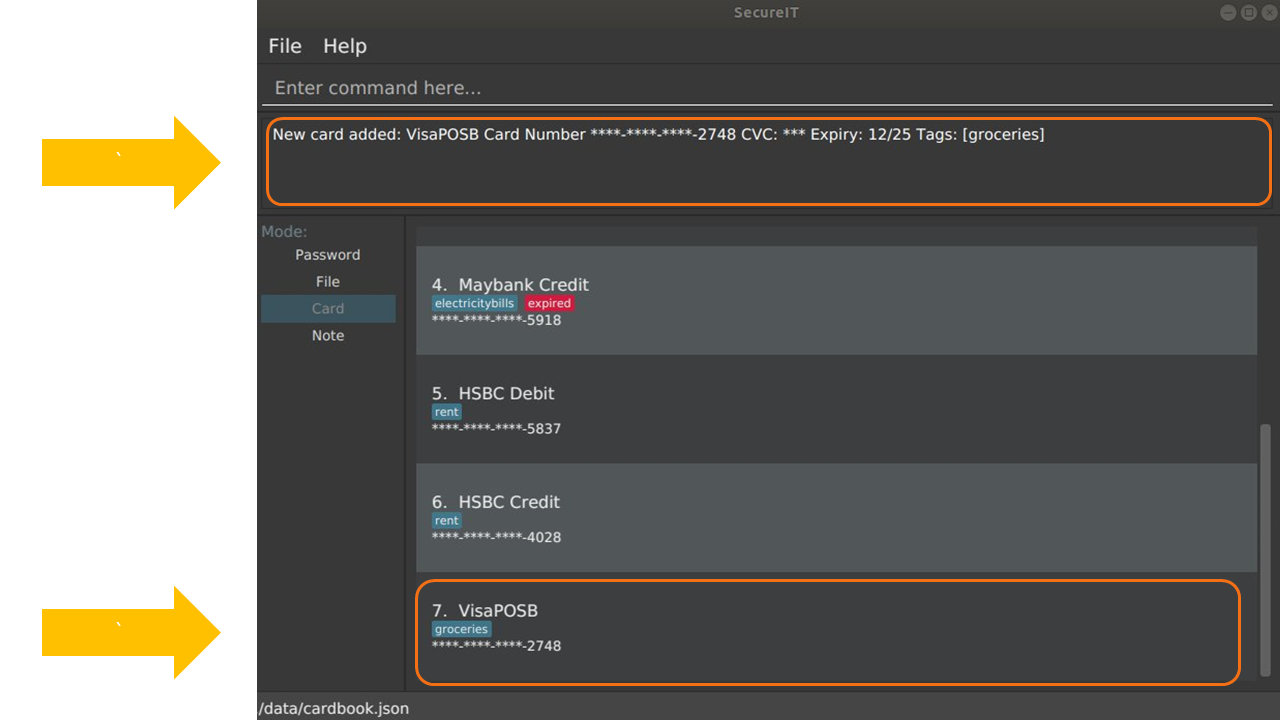 SecureIT
File Help
Enter command here...
New card added: VisaPOSB Card Number ****-****-****-2748 CVC: *** Expiry: 12/25 Tags: [groceries]
`
Mode:
Password
File
Card
Note
4. Maybank Credit
electricitybills expired
****-****-****-5918
5. HSBC Debit
rent
****-****-****-5837
6. HSBC Credit
rent
****-****-****-4028
7. VisaPOSB
groceries
****-****-****-2748
`
/data/cardbook.json